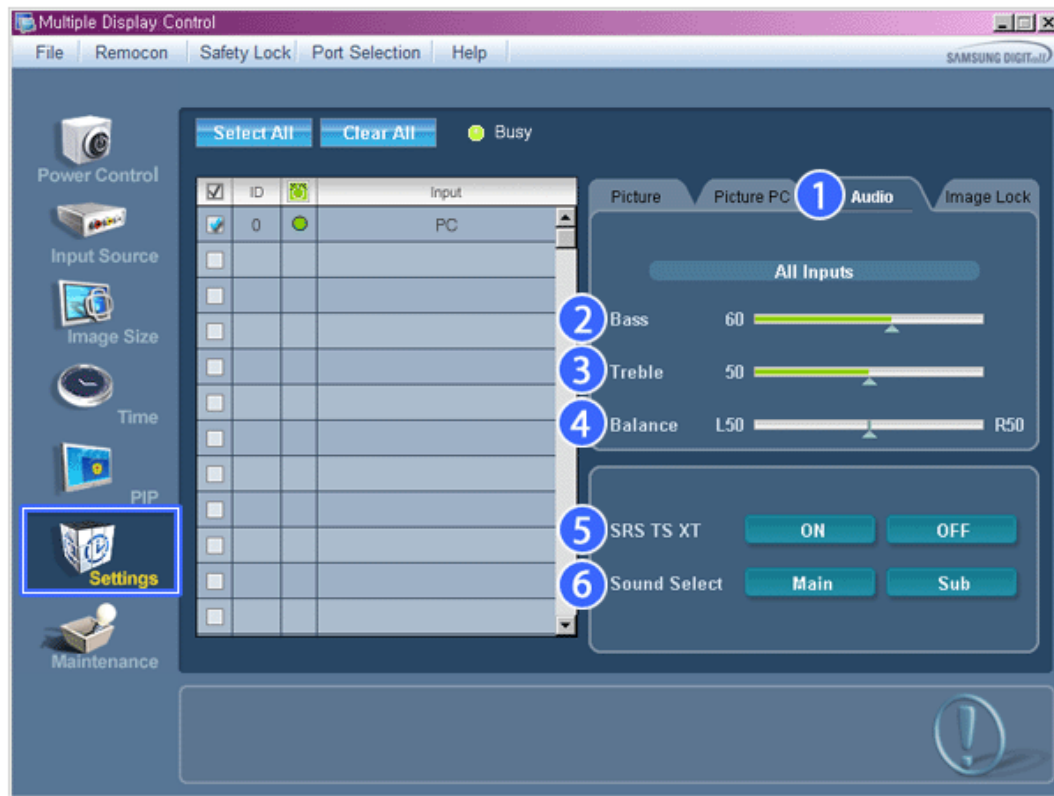 Multiple Display Control
File Remocon Safety Lock Port Selection Help
SAMSUNG DIGITall
Select All Clear All Busy
Power Control
Input Source
Image Size
Time
PIP
Settings
Maintenance
ID Input
0 PC
Picture Picture PC 1 Audio Image Lock
All Inputs
2 Bass 60
3 Treble 50
4 Balance L50 R50
5 SRS TS XT ON OFF
6 Sound Select Main Sub